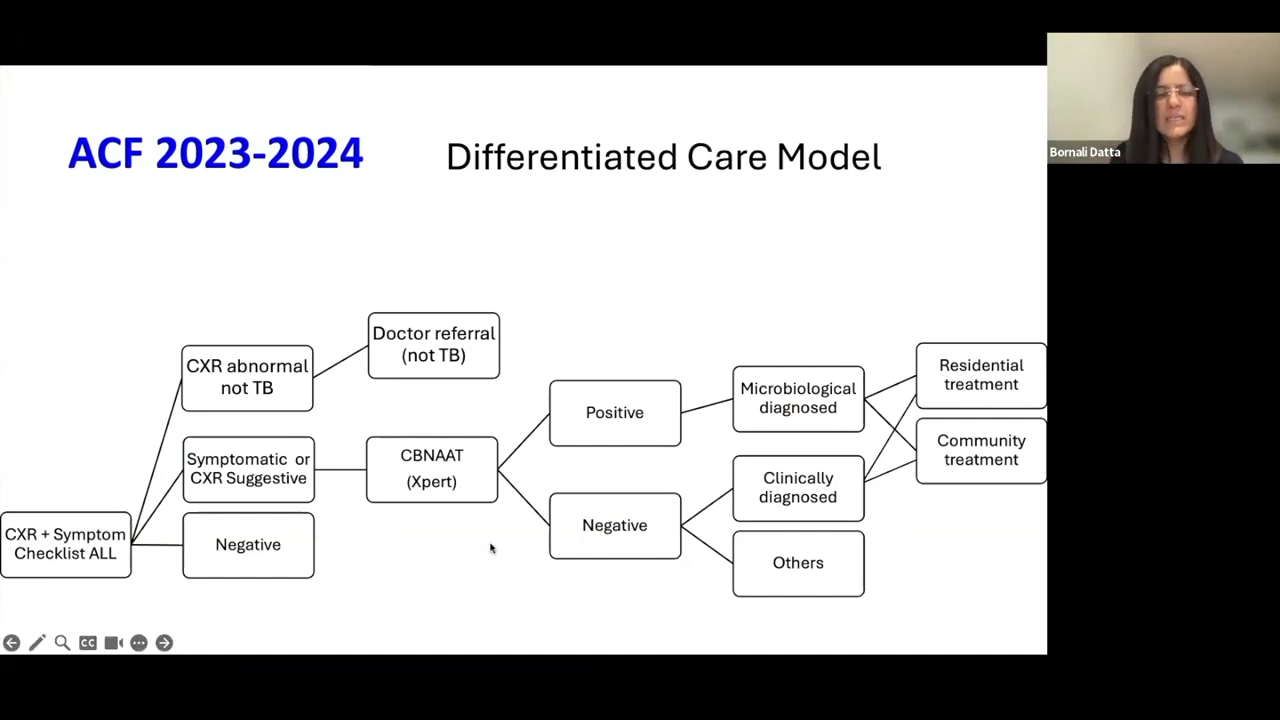 ACF 2023-2024
Differentiated Care Model
Bornali Datta
CXR + Symptom
Checklist ALL
CXR abnormal
not TB
Symptomatic or
CXR Suggestive
Negative
Doctor referral
(not TB)
CBNAAT
(Xpert)
Positive
Negative
Microbiological
diagnosed
Clinically
diagnosed
Others
Residential
treatment
Community
treatment
CC